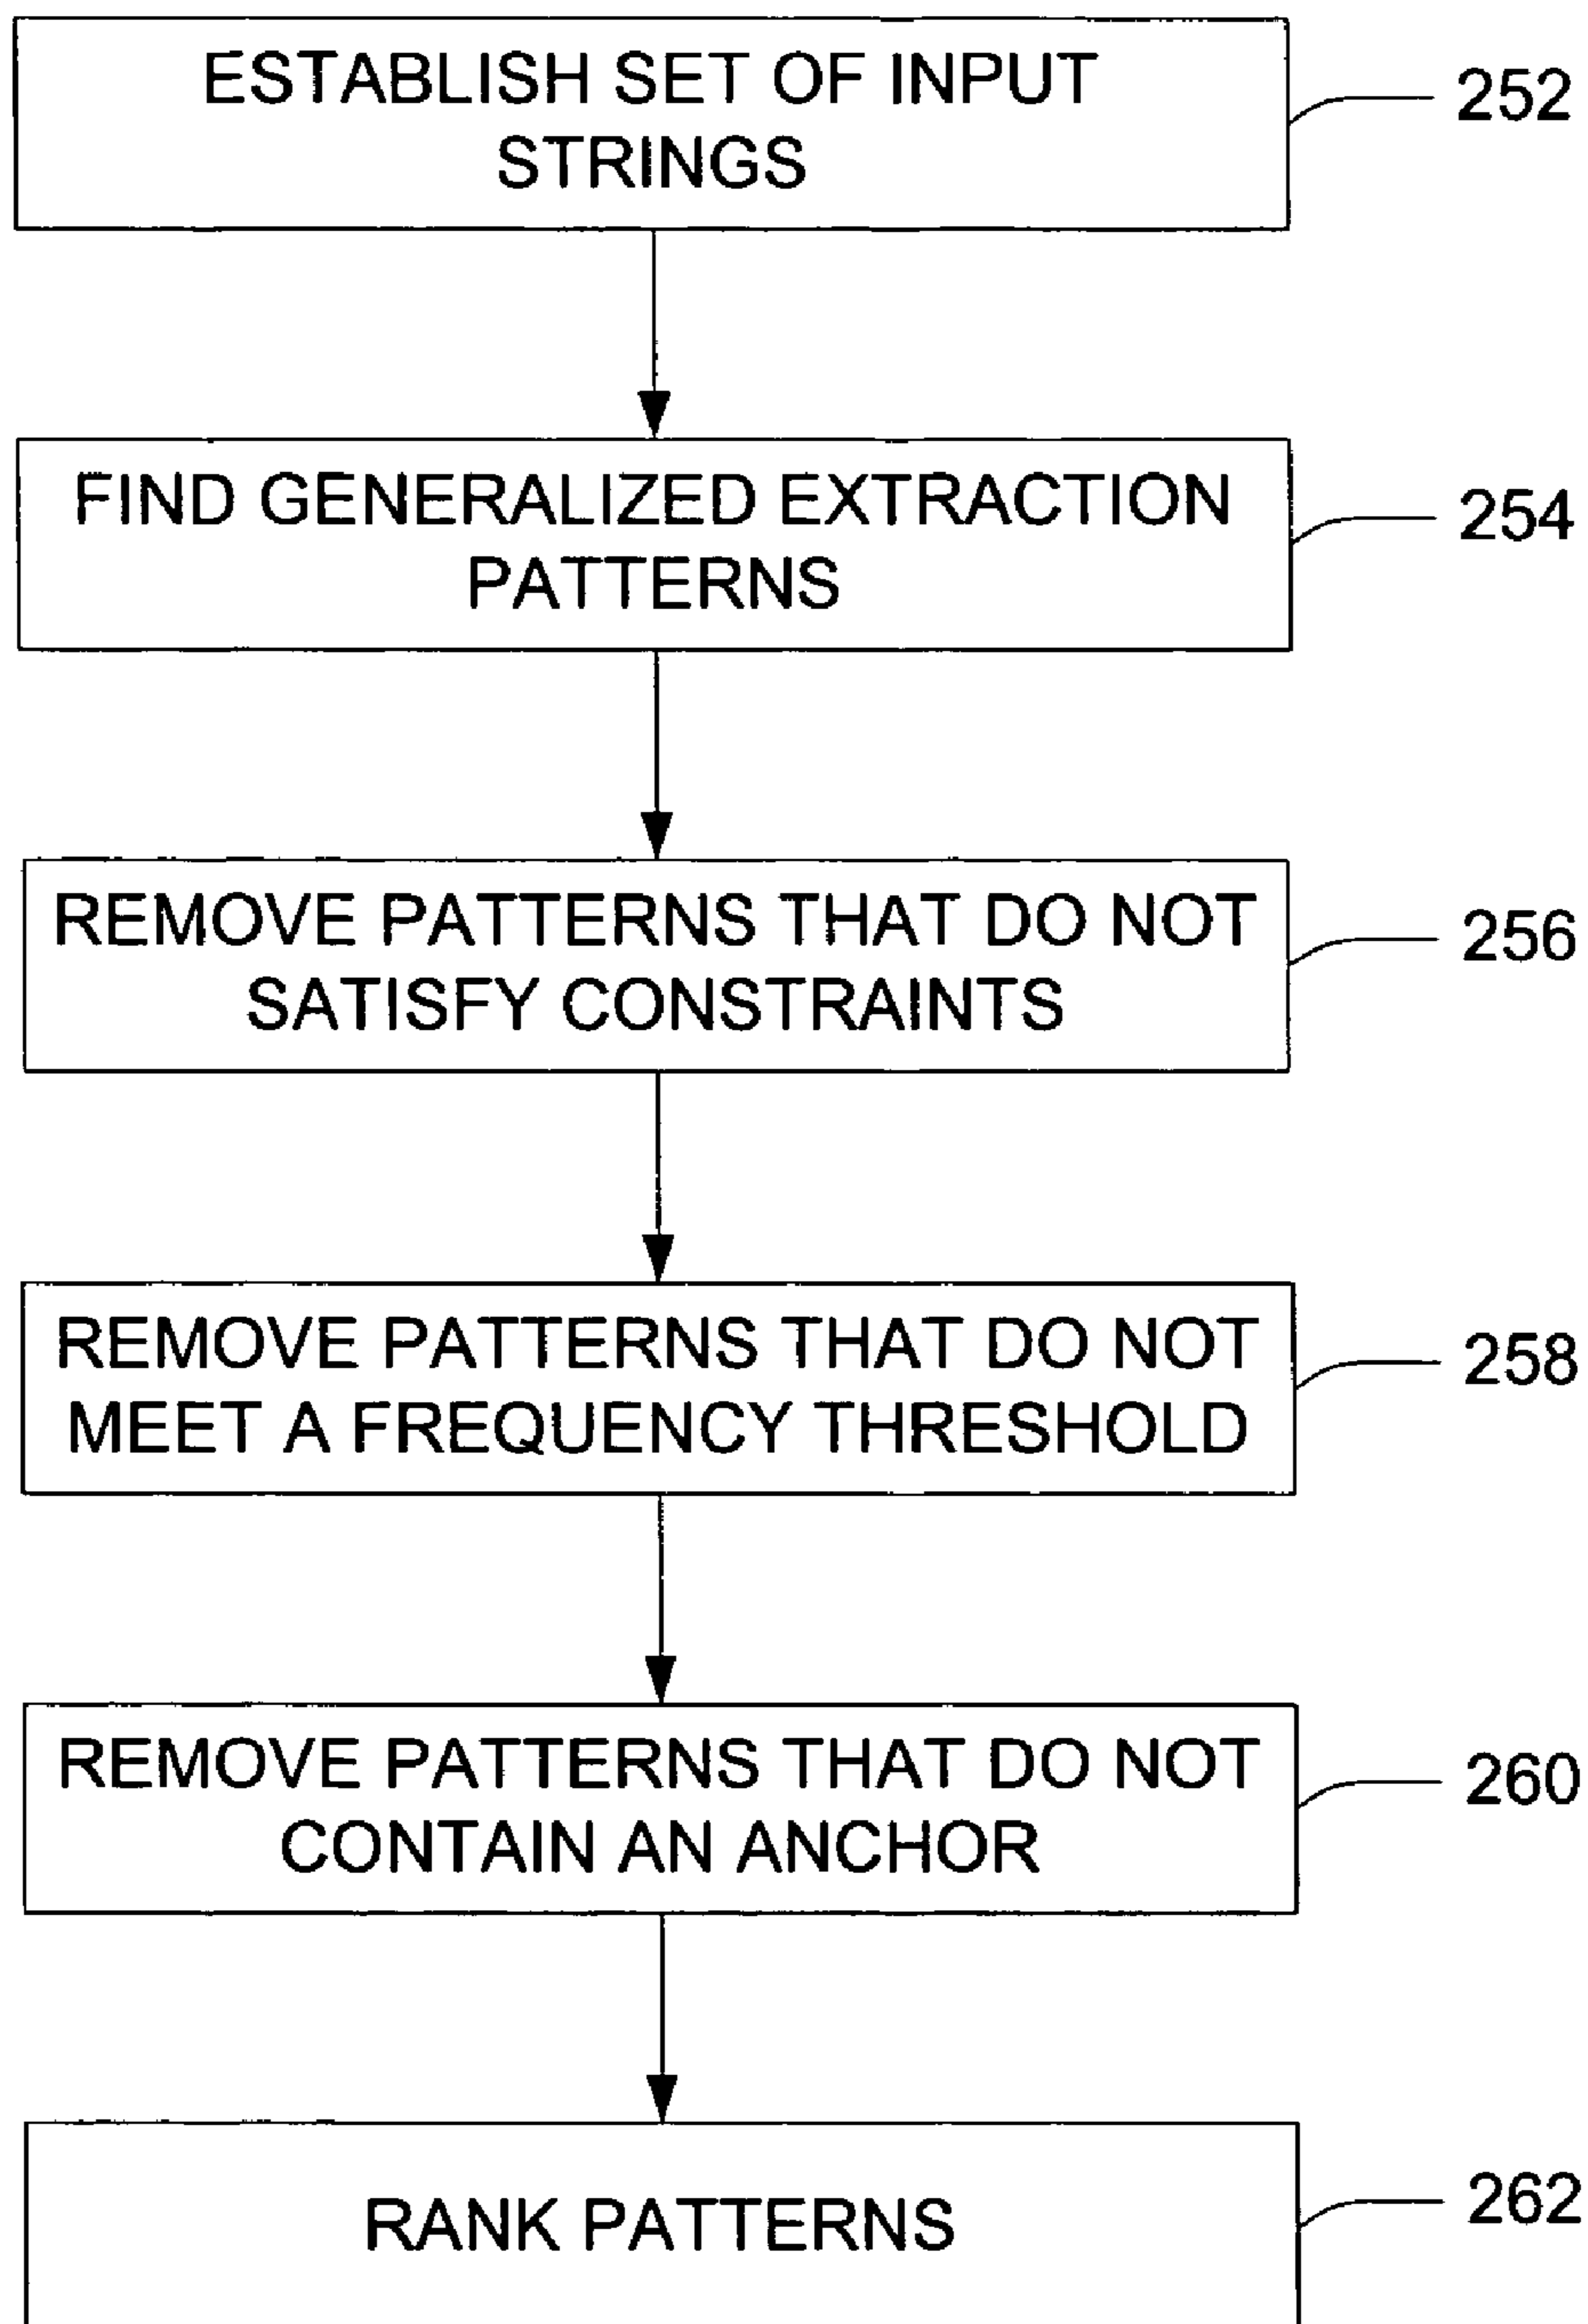 ESTABLISH SET OF INPUT
STRINGS
252
FIND GENERALIZED EXTRACTION
PATTERNS
254
REMOVE PATTERNS THAT DO NOT
SATISFY CONSTRAINTS
256
REMOVE PATTERNS THAT DO NOT
MEET A FREQUENCY THRESHOLD
258
REMOVE PATTERNS THAT DO NOT
CONTAIN AN ANCHOR
260
RANK PATTERNS
262